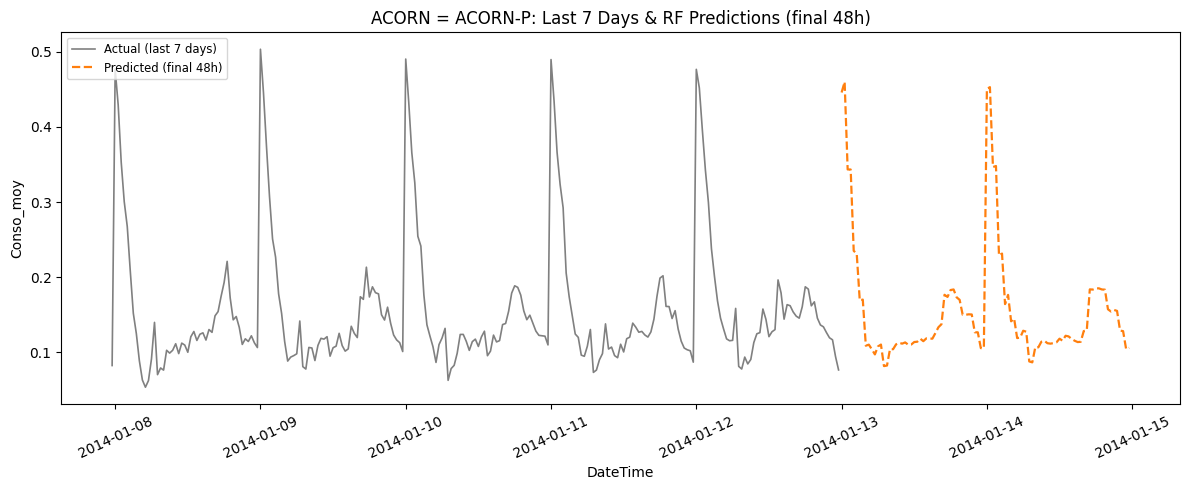 ACORN = ACORN-P: Last 7 Days & RF Predictions (final 48h)
Actual (last 7 days)
Predicted (final 48h)
Conso_moy
0.5
0.4
0.3
0.2
0.1
2014-01-08
2014-01-09
2014-01-10
2014-01-11
2014-01-12
2014-01-13
2014-01-14
2014-01-15
DateTime